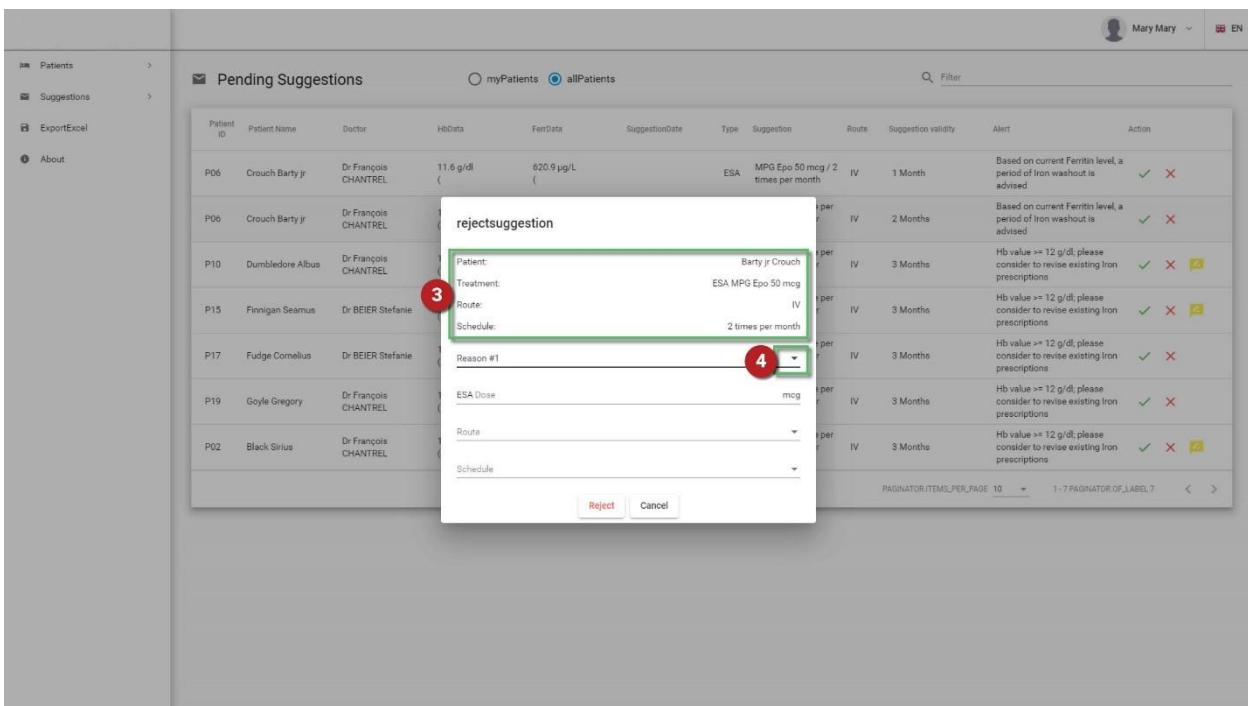 Mary Mary
EN
Patients
Suggestions
ExportExcel
About
Pending Suggestions
myPatients
allPatients
Filter
Patient ID Patient Name Doctor HbData FerrData SuggestionDate Type Suggestion Route Suggestion validity Alert Action
P06 Crouch Barty jr Dr François CHANTREL 11.6 g/dl ( 620.9 µg/L ( ESA MPG Epo 50 mcg / 2 times per month IV 1 Month Based on current Ferritin level, a period of Iron washout is advised
P06 Crouch Barty jr Dr François CHANTREL per IV 2 Months Based on current Ferritin level, a period of Iron washout is advised
P10 Dumbledore Albus Dr François CHANTREL per IV 3 Months Hb value >= 12 g/dl; please consider to revise existing Iron prescriptions
P15 Finnigan Seamus Dr BEIER Stefanie per IV 3 Months Hb value >= 12 g/dl; please consider to revise existing Iron prescriptions
P17 Fudge Cornelius Dr BEIER Stefanie per IV 3 Months Hb value >= 12 g/dl; please consider to revise existing Iron prescriptions
P19 Goyle Gregory Dr François CHANTREL per IV 3 Months Hb value >= 12 g/dl; please consider to revise existing Iron prescriptions
P02 Black Sirius Dr François CHANTREL per IV 3 Months Hb value >= 12 g/dl; please consider to revise existing Iron prescriptions
PAGINATOR.ITEMS_PER_PAGE 10 1 - 7 PAGINATOR.OF_LABEL 7
rejectsuggestion
3
Patient: Barty jr Crouch
Treatment: ESA MPG Epo 50 mcg
Route: IV
Schedule: 2 times per month
Reason #1
4
ESA Dose mcg
Route
Schedule
Reject Cancel